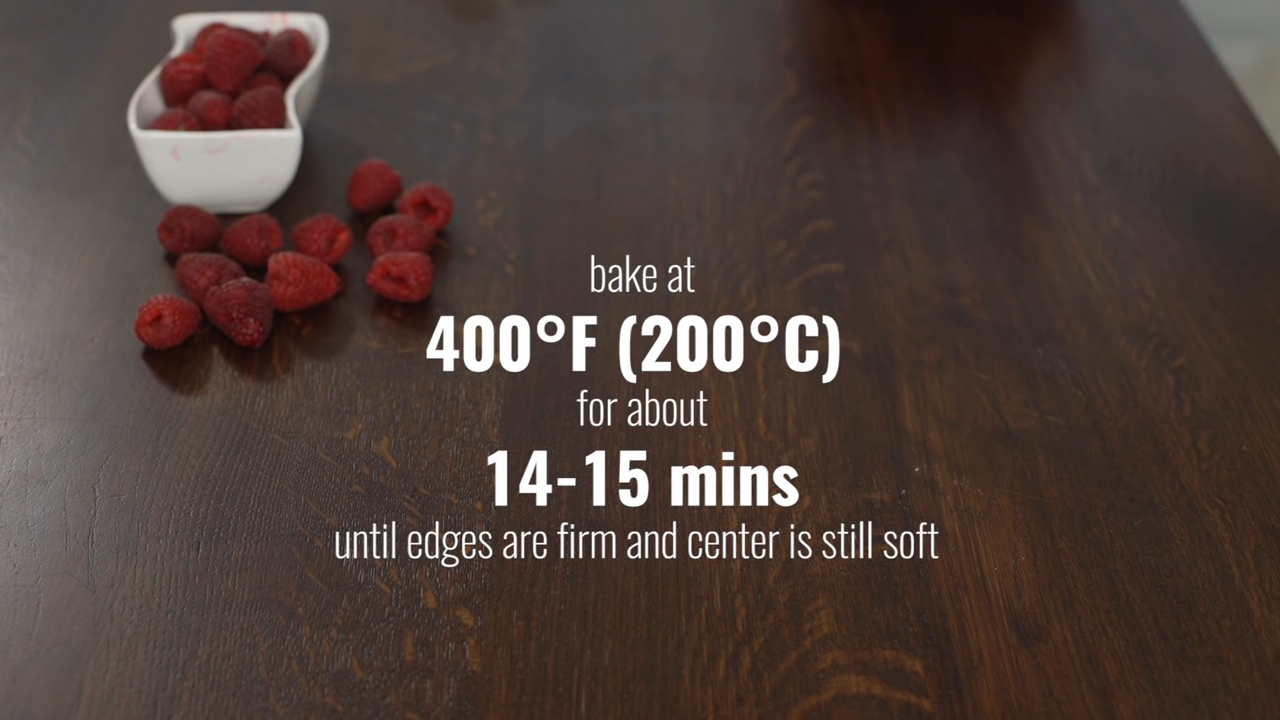 bake at
400°F (200°C)
for about
14-15 mins
until edges are firm and center is still soft